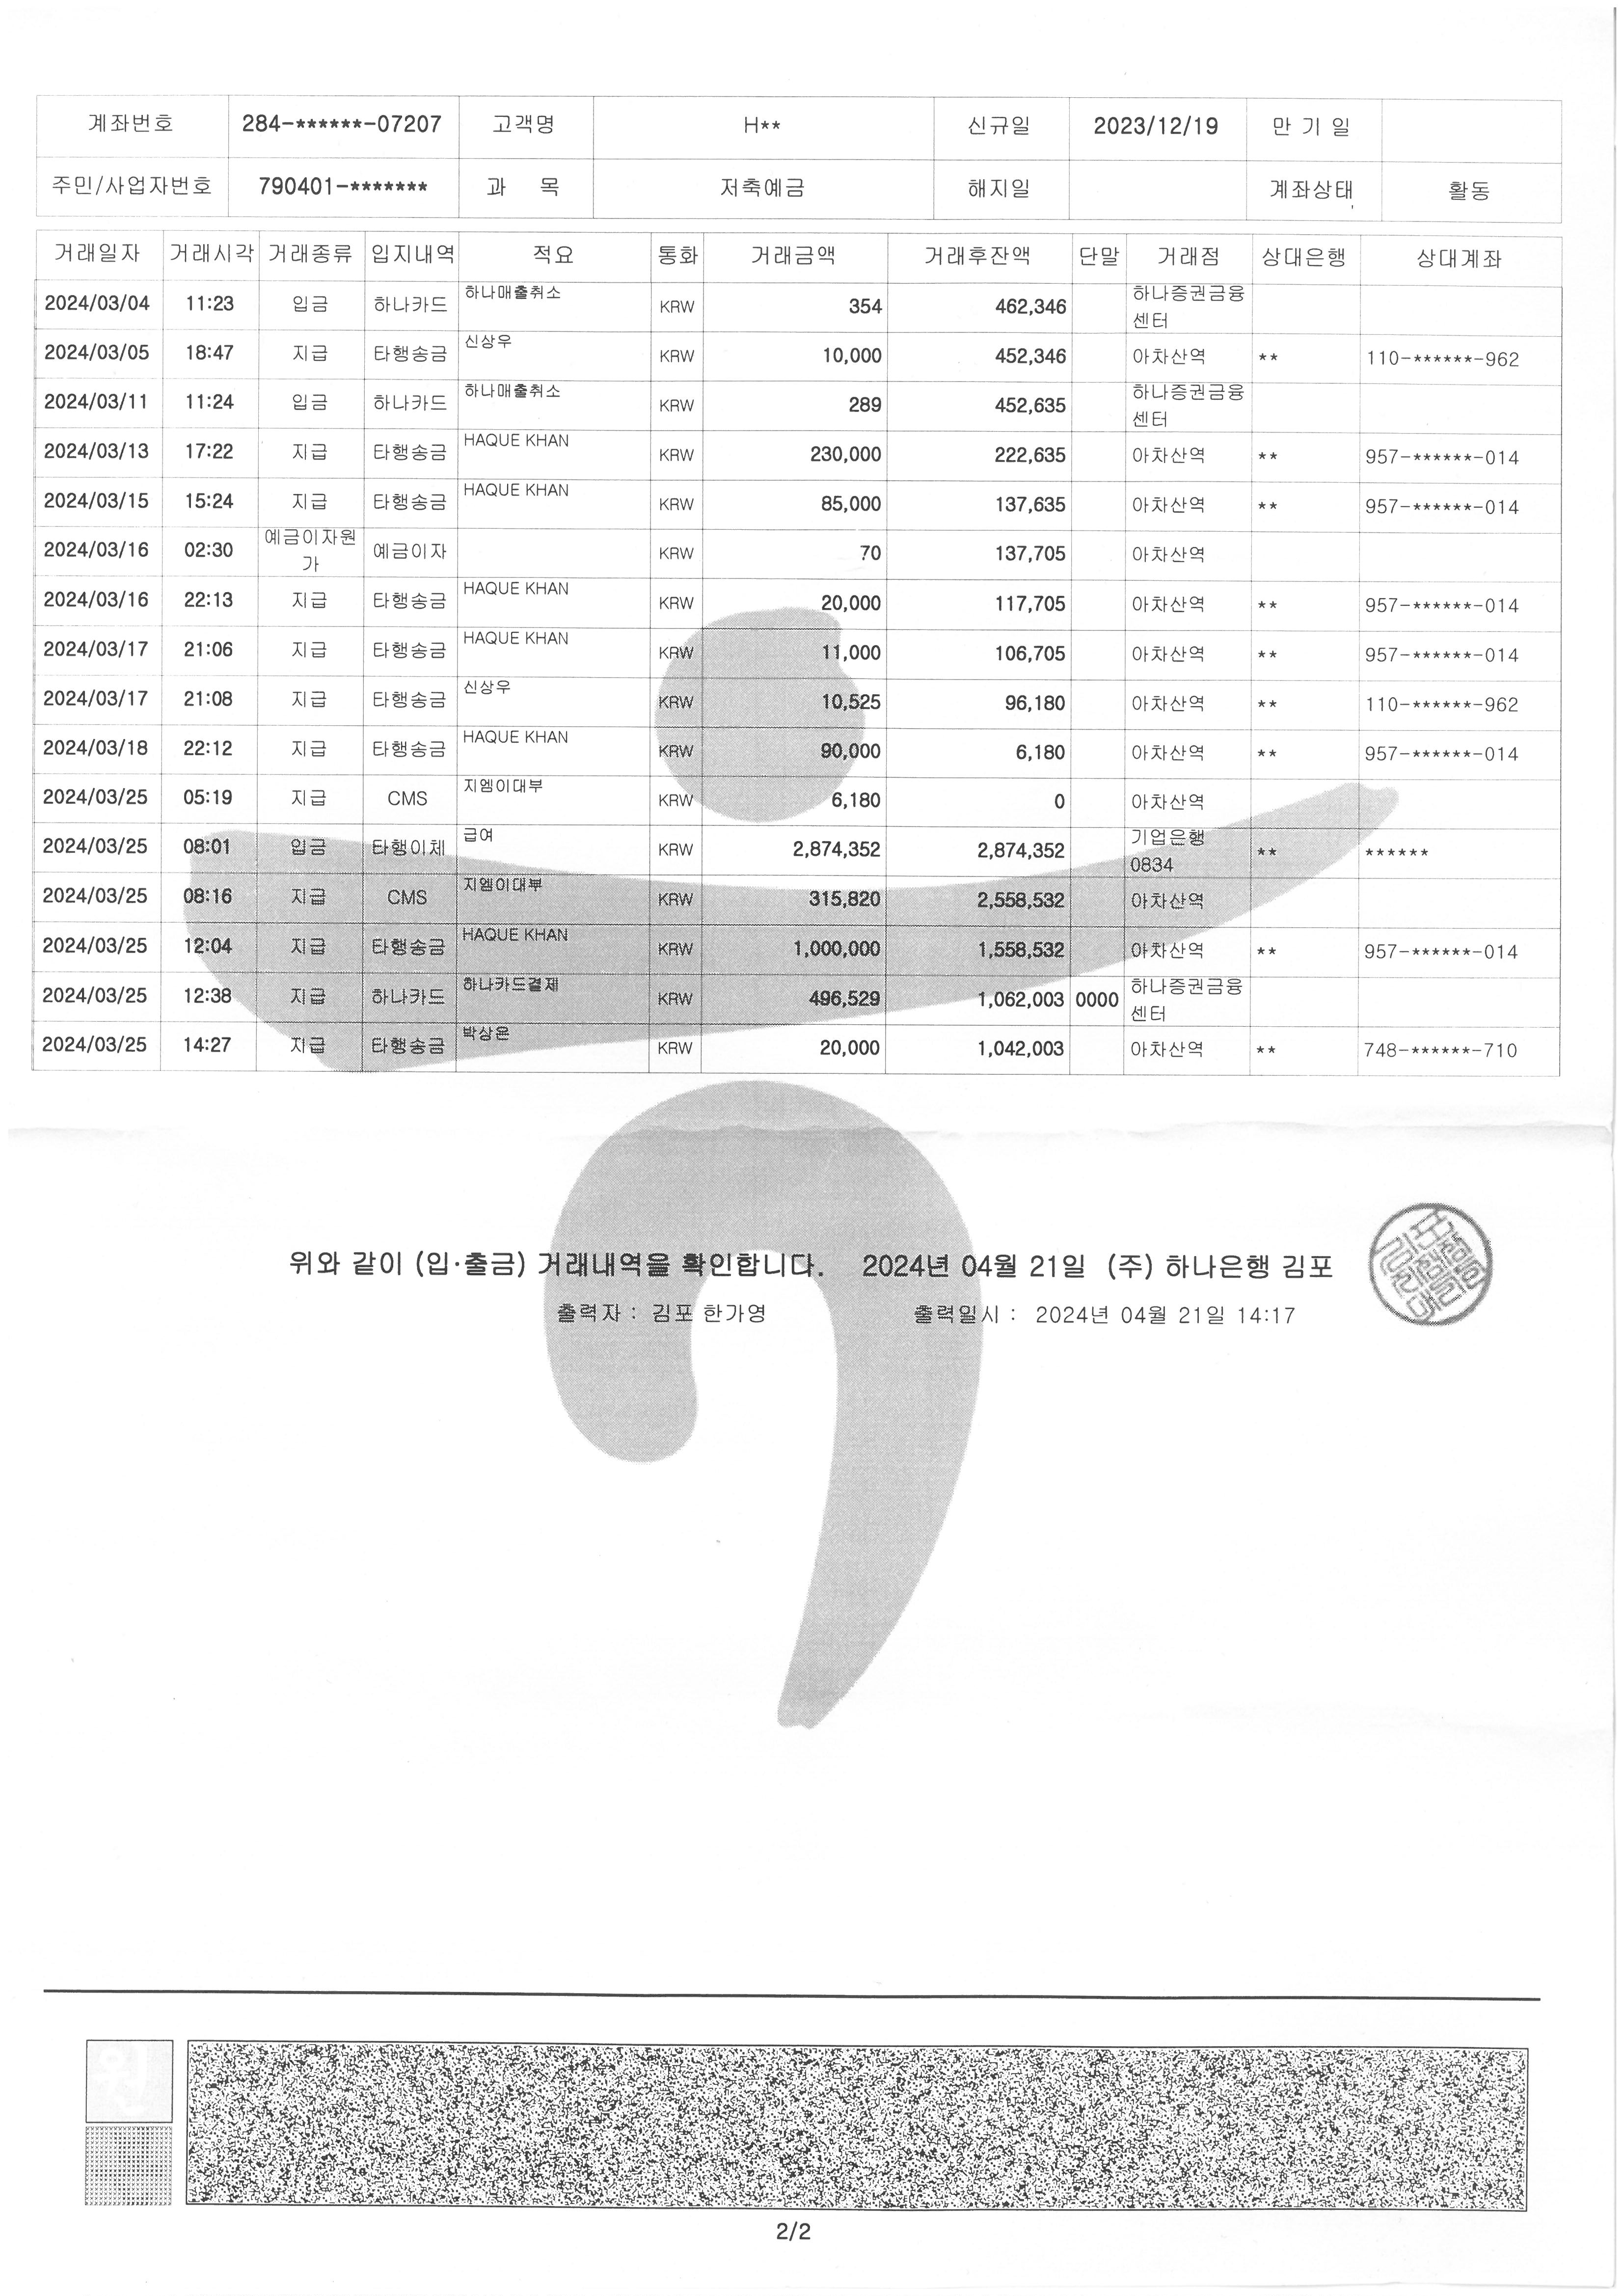 계좌번호 284-******-07207 고객명 H** 신규일 2023/12/19 만 기 일
주민/사업자번호 790401-******* 과 목 저축예금 해지일 계좌상태 활동
거래일자 거래시각 거래종류 입지내역 적요 통화 거래금액 거래후잔액 단말 거래점 상대은행 상대계좌
2024/03/04 11:23 입금 하나카드 하나매출취소 KRW 354 462,346 하나증권금융센터
2024/03/05 18:47 지급 타행송금 신상우 KRW 10,000 452,346 아차산역 ** 110-******-962
2024/03/11 11:24 입금 하나카드 하나매출취소 KRW 289 452,635 하나증권금융센터
2024/03/13 17:22 지급 타행송금 HAQUE KHAN KRW 230,000 222,635 아차산역 ** 957-******-014
2024/03/15 15:24 지급 타행송금 HAQUE KHAN KRW 85,000 137,635 아차산역 ** 957-******-014
2024/03/16 02:30 예금이자원가 예금이자 KRW 70 137,705 아차산역
2024/03/16 22:13 지급 타행송금 HAQUE KHAN KRW 20,000 117,705 아차산역 ** 957-******-014
2024/03/17 21:06 지급 타행송금 HAQUE KHAN KRW 11,000 106,705 아차산역 ** 957-******-014
2024/03/17 21:08 지급 타행송금 신상우 KRW 10,525 96,180 아차산역 ** 110-******-962
2024/03/18 22:12 지급 타행송금 HAQUE KHAN KRW 90,000 6,180 아차산역 ** 957-******-014
2024/03/25 05:19 지급 CMS 지엠이대부 KRW 6,180 0 아차산역
2024/03/25 08:01 입금 타행이체 급여 KRW 2,874,352 2,874,352 기업은행 0834 ** ******
2024/03/25 08:16 지급 CMS 지엠이대부 KRW 315,820 2,558,532 아차산역
2024/03/25 12:04 지급 타행송금 HAQUE KHAN KRW 1,000,000 1,558,532 아차산역 ** 957-******-014
2024/03/25 12:38 지급 하나카드 하나카드결제 KRW 496,529 1,062,003 0000 하나증권금융센터
2024/03/25 14:27 지급 타행송금 박상윤 KRW 20,000 1,042,003 아차산역 ** 748-******-710
위와 같이 (입·출금) 거래내역을 확인합니다. 2024년 04월 21일 (주) 하나은행 김포
출력자 : 김포 한가영 출력일시 : 2024년 04월 21일 14:17
2/2